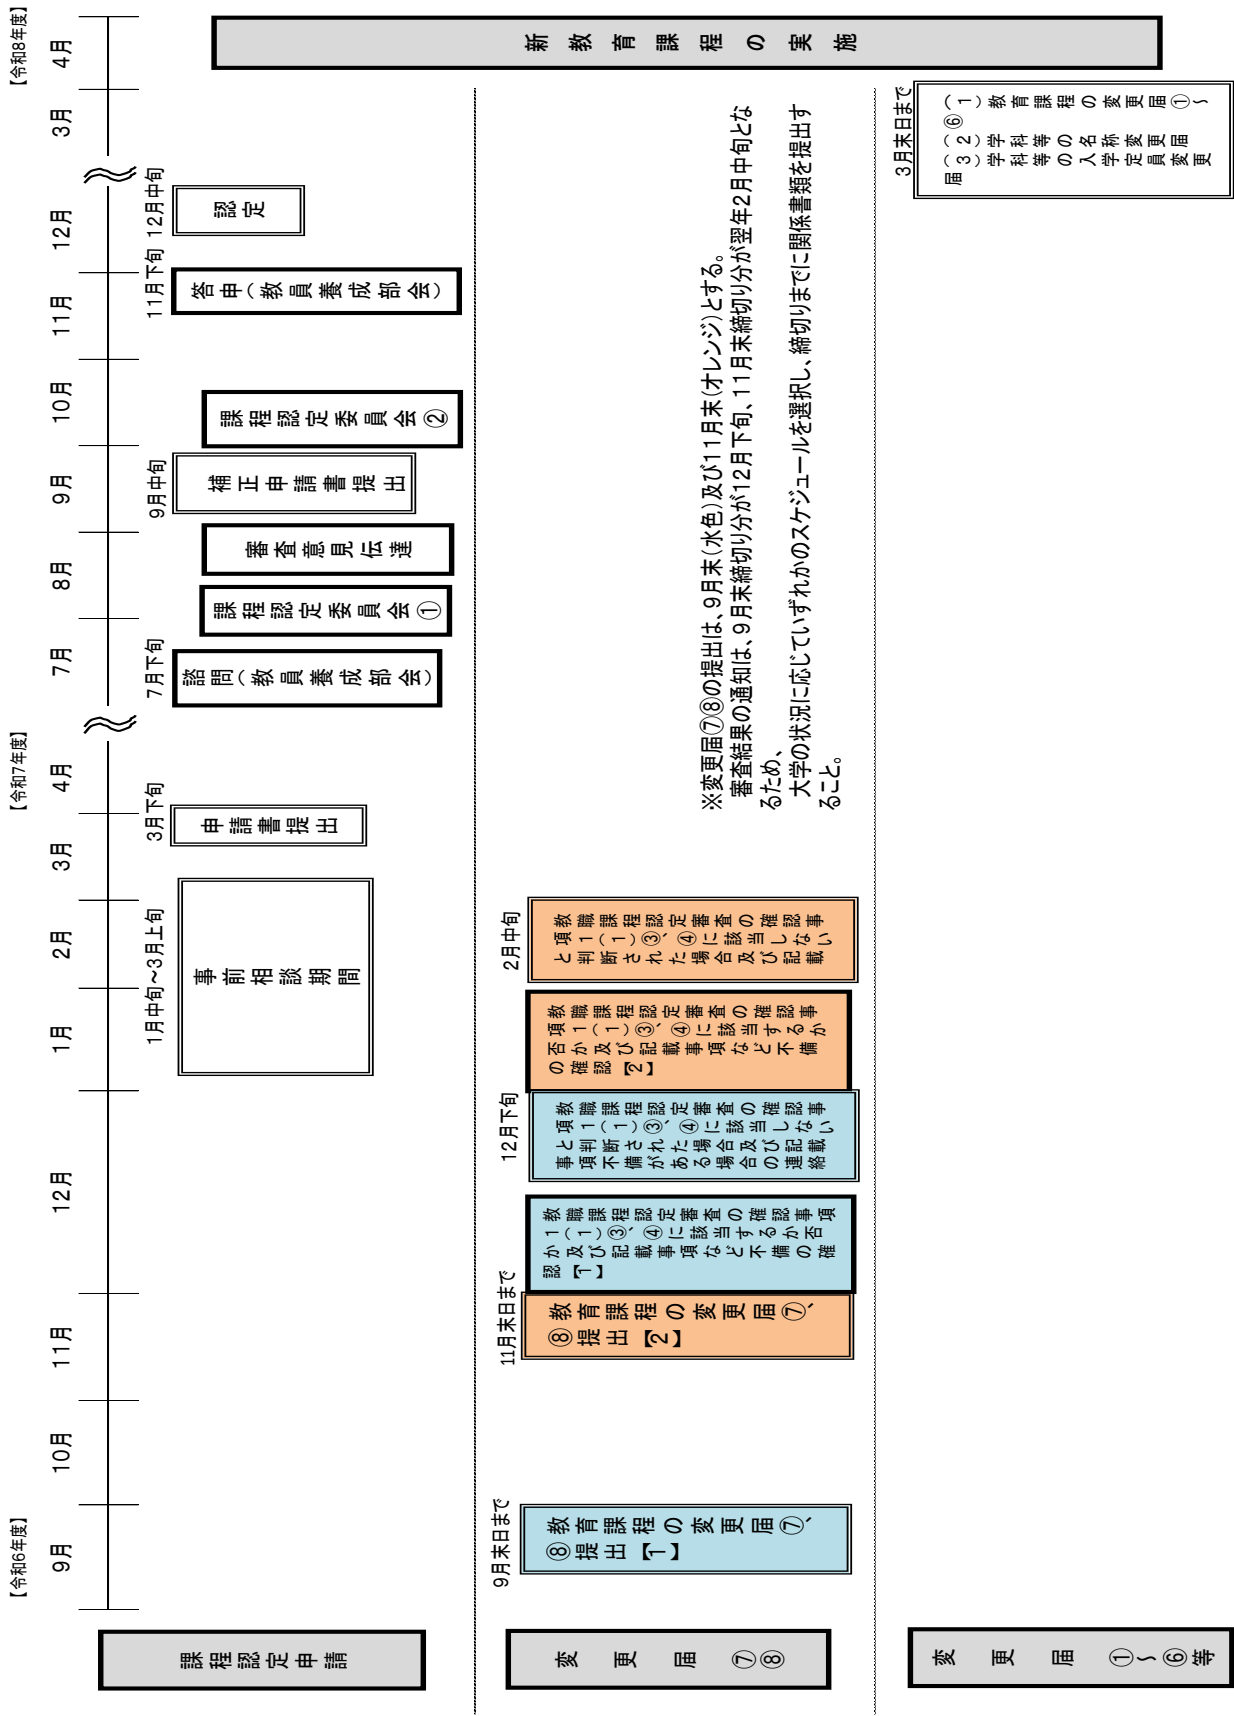 【令和6年度】
【令和7年度】
【令和8年度】
9月
10月
11月
12月
1月
2月
3月
4月
7月
8月
9月
10月
11月
12月
3月
4月
課程認定申請
1月中旬~3月上旬
事前相談期間
3月下旬
申請書提出
7月下旬
諮問(教員養成部会)
課程認定委員会①
審査意見伝達
9月中旬
補正申請書提出
課程認定委員会②
11月下旬
答申(教員養成部会)
12月中旬
認定
新教育課程の実施
変更届⑦⑧
9月末日まで
教育課程の変更届⑦、
⑧提出【1】
11月末日まで
教育課程の変更届⑦、
⑧提出【2】
教職課程認定審査の確認事項
1(1)③、④に該当するか否
か及び記載事項など不備の確
認【1】
12月下旬
教職課程認定審査の確認事
項1(1)③、④に該当しない
と判断された場合及び記載
事項不備がある場合の連絡
教職課程認定審査の確認事
項1(1)③、④に該当するか
否か及び記載事項など不備
の確認【2】
2月中旬
教職課程認定審査の確認事
項1(1)③、④に該当しない
と判断された場合及び記載
※変更届⑦⑧の提出は、9月末(水色)及び11月末(オレンジ)とする。
審査結果の通知は、9月末締切り分が12月下旬、11月末締切り分が翌年2月中旬とな
るため、
大学の状況に応じていずれかのスケジュールを選択し、締切りまでに関係書類を提出す
ること。
変更届①~⑥等
3月末日まで
(1)教育課程の変更届①~
⑥
(2)学科等の名称変更届
(3)学科等の入学定員変更
届